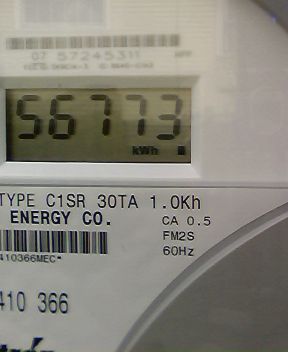 07 57245311
56773
kWh
TYPE C1SR 30TA 1.0Kh
ENERGY CO.
CA 0.5
FM2S
60Hz
410366MEC*
410 366